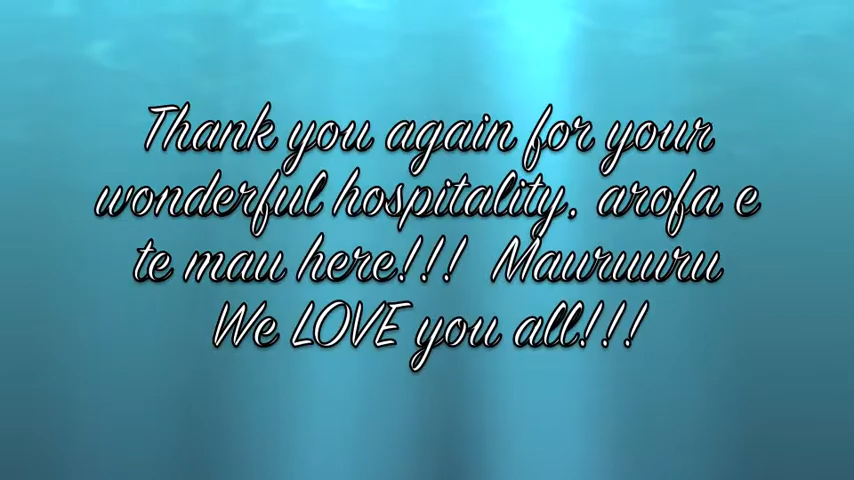 Thank you again for your
wonderful hospitality. arofa e
te mau here!!! Mauruuru
We LOVE you all!!!